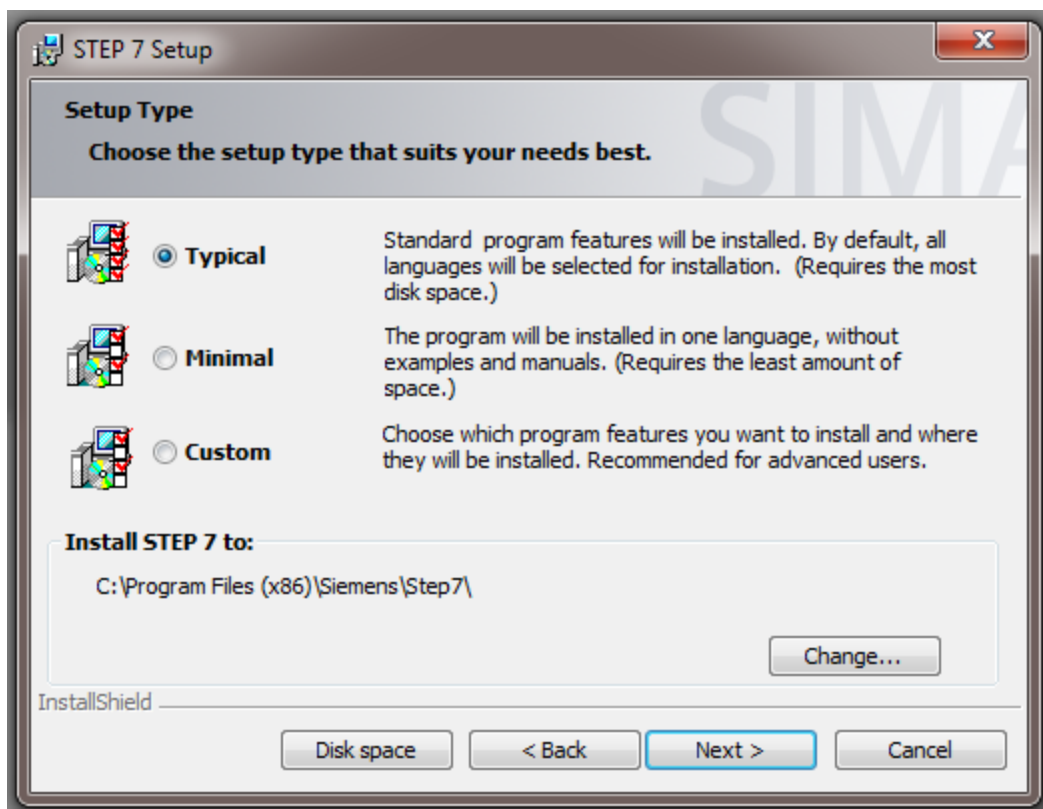 STEP 7 Setup
Setup Type
Choose the setup type that suits your needs best.
SIMA
Typical
Standard program features will be installed. By default, all
languages will be selected for installation. (Requires the most
disk space.)
Minimal
The program will be installed in one language, without
examples and manuals. (Requires the least amount of
space.)
Custom
Choose which program features you want to install and where
they will be installed. Recommended for advanced users.
Install STEP 7 to:
C:\Program Files (x86)\Siemens\Step7\
Change...
InstallShield
Disk space
< Back
Next >
Cancel